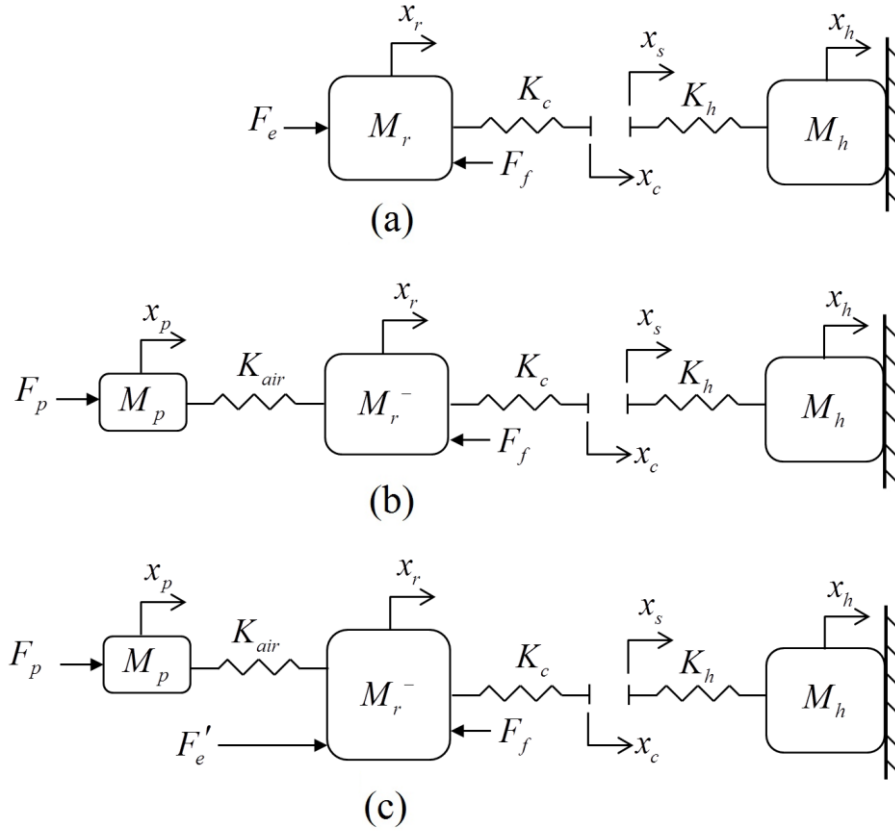 x_r x_s x_h
F_e M_r K_c K_h M_h
F_f x_c
(a)
x_p K_air x_r x_s x_h
F_p M_p M_r^- K_c K_h M_h
F_f x_c
(b)
x_p K_air x_r x_s x_h
F_p M_p M_r^- K_c K_h M_h
F_e' F_f x_c
(c)